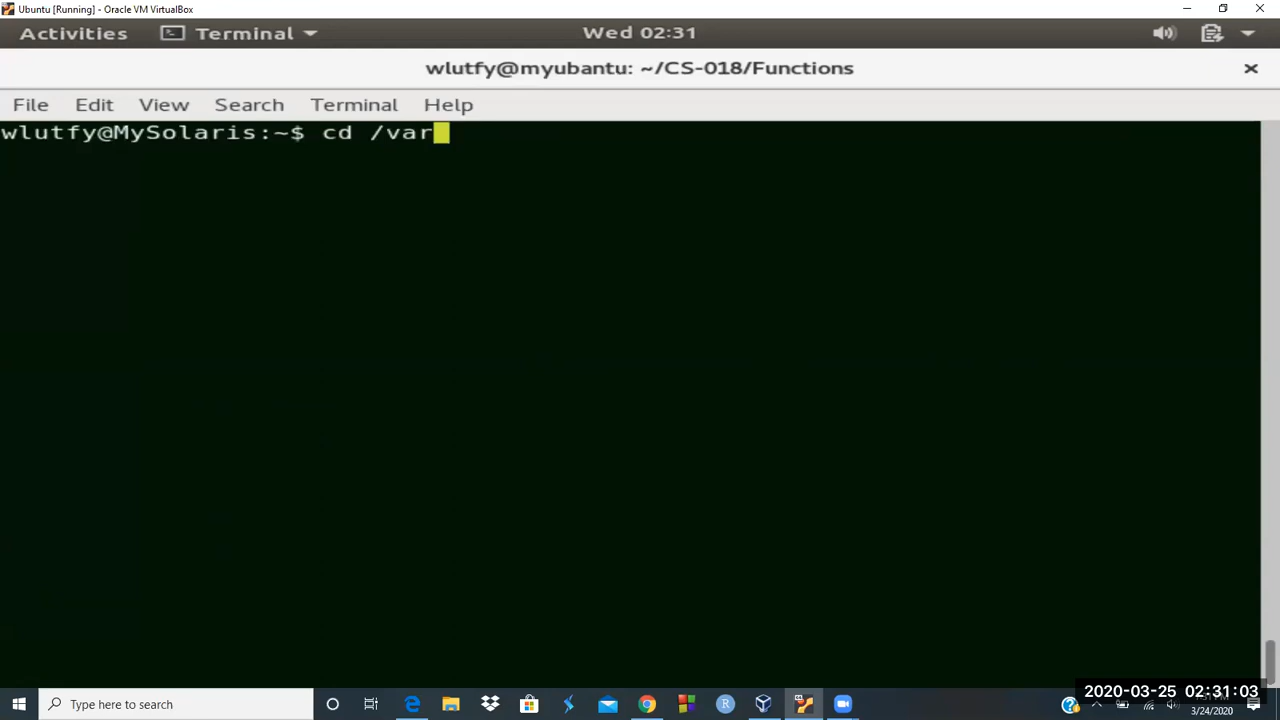 Ubuntu [Running] - Oracle VM VirtualBox
Activities Terminal Wed 02:31
wlutfy@myubantu: ~/CS-018/Functions
File Edit View Search Terminal Help
wlutfy@MySolaris:~$ cd /var
Type here to search
2020-03-25 02:31:03
3/24/2020